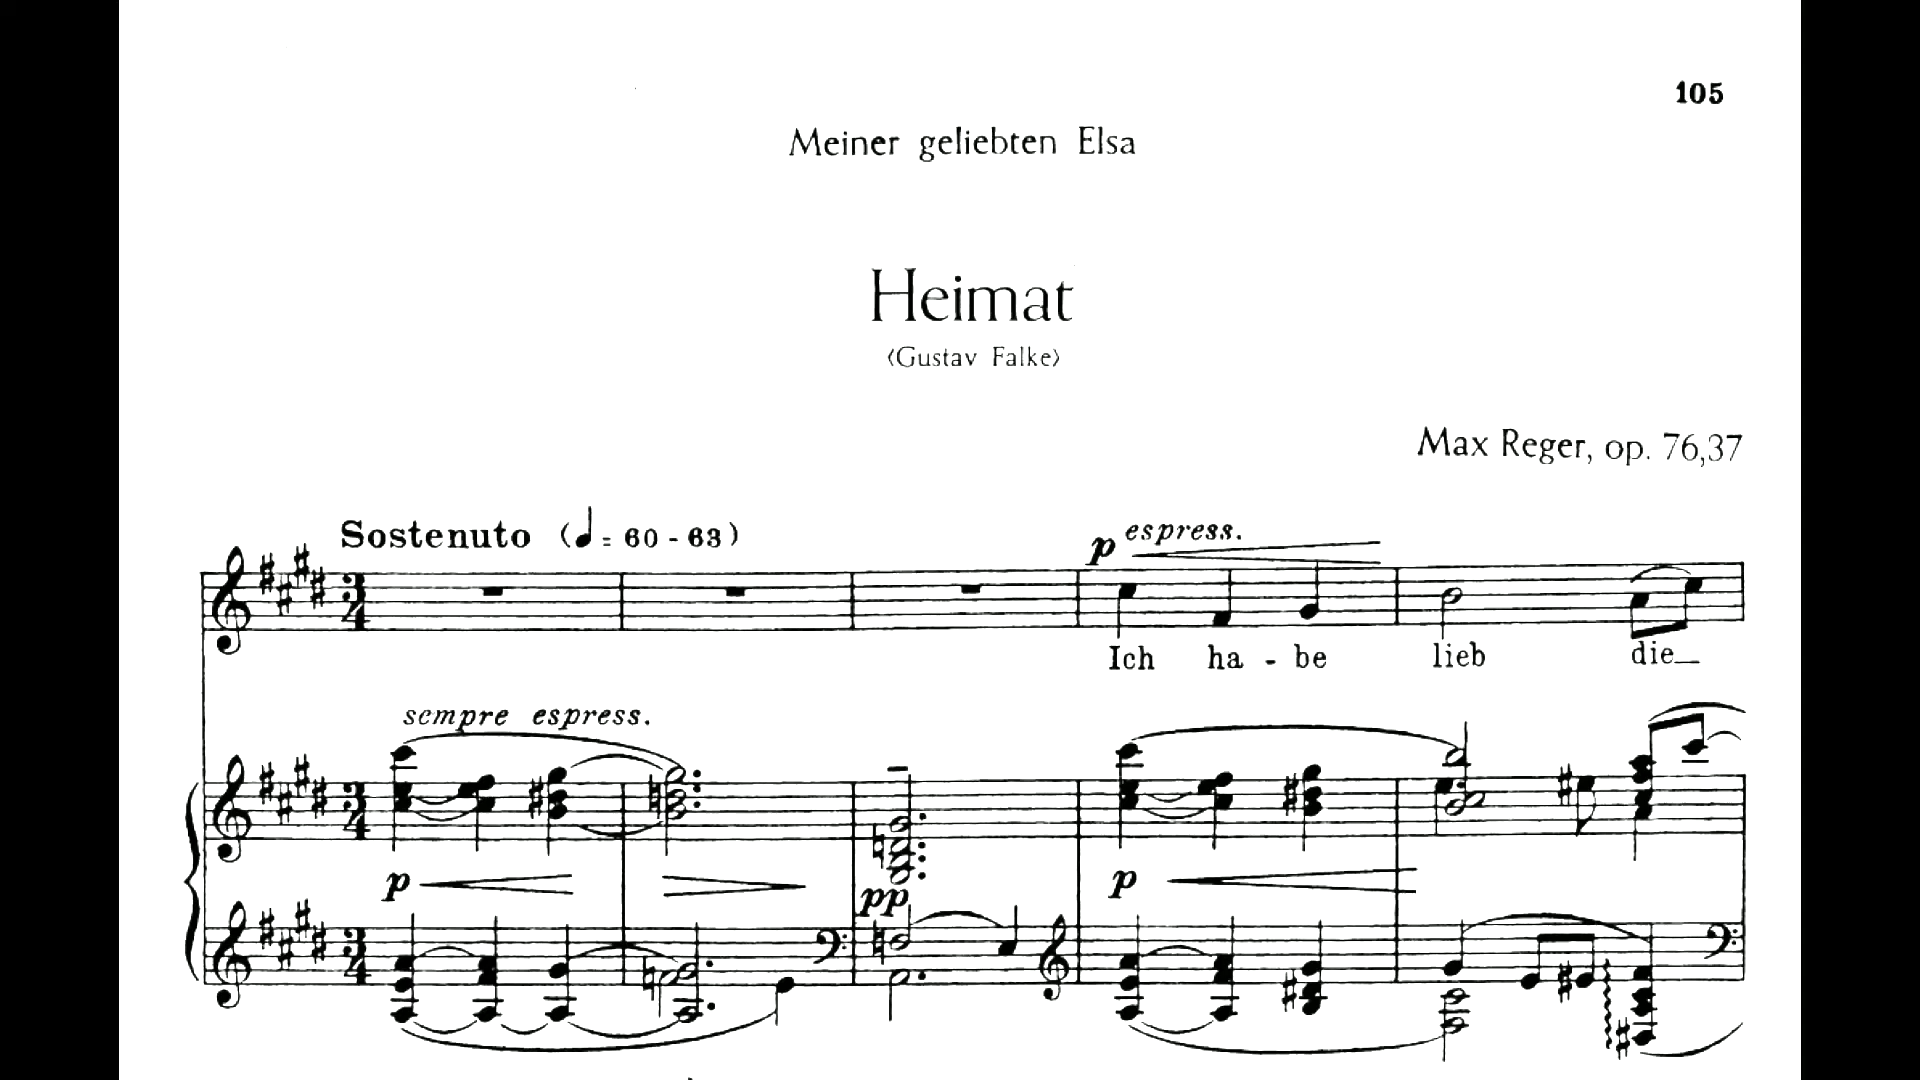 105
Meiner geliebten Elsa
Heimat
‹Gustav Falke›
Max Reger, op. 76,37
Sostenuto (♩ = 60 - 63)
p espress.
Ich ha - be lieb die_
sempre espress.
p pp p